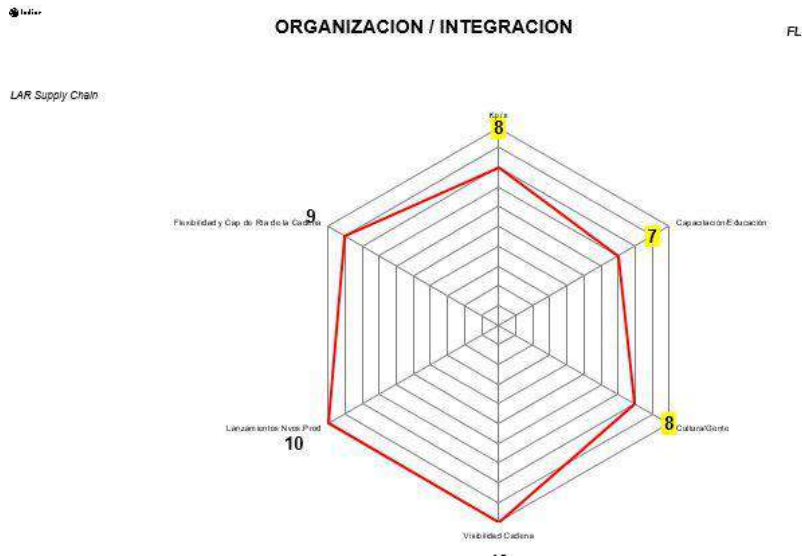 Indice
ORGANIZACION / INTEGRACION
FL
LAR Supply Chain
Kpi's
8
9
Flexibilidad y Cap de Rta de la Cadena
Capacitación/Educación
7
Lanzamientos Nvos.Prod
10
8
Cultura/Gente
Visibilidad Cadena